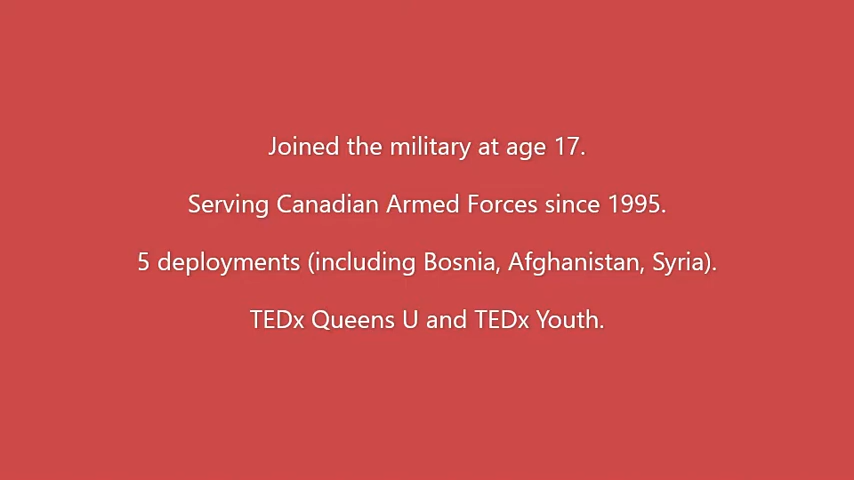 Joined the military at age 17.
Serving Canadian Armed Forces since 1995.
5 deployments (including Bosnia, Afghanistan, Syria).
TEDx Queens U and TEDx Youth.